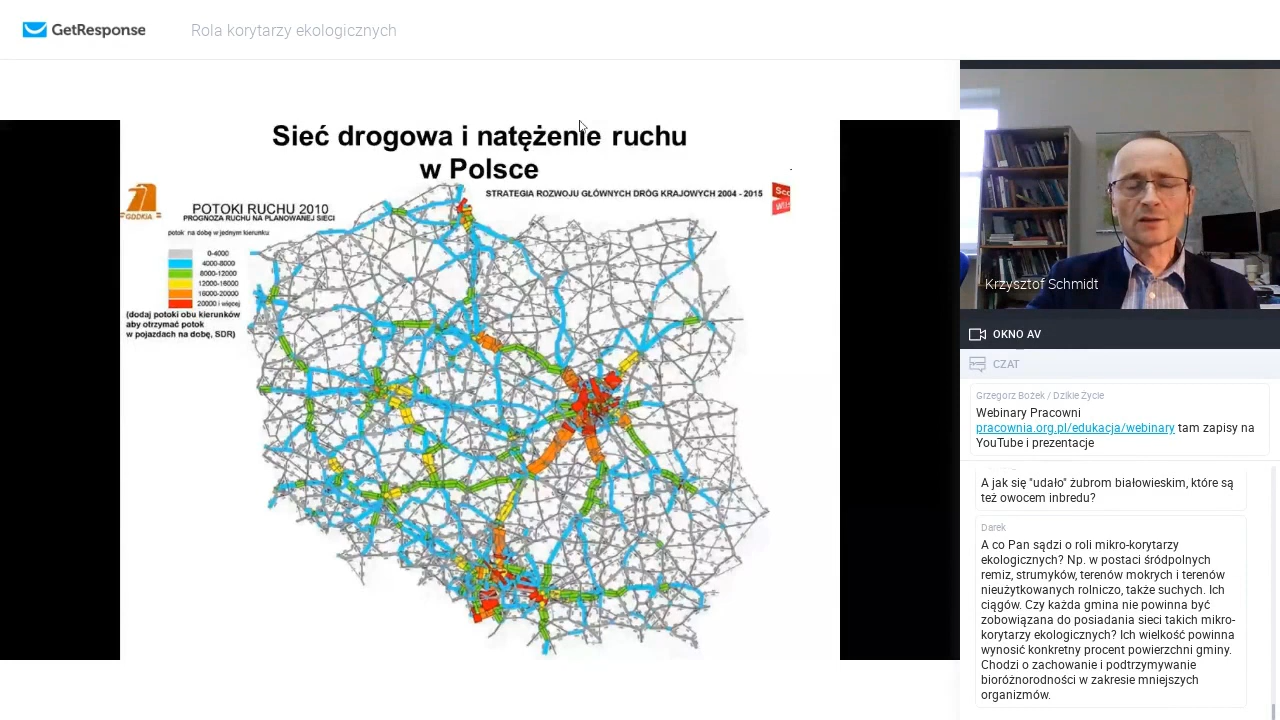 GetResponse
Rola korytarzy ekologicznych
Sieć drogowa i natężenie ruchu
w Polsce
STRATEGIA ROZWOJU GŁÓWNYCH DRÓG KRAJOWYCH 2004 - 2015
GDDKIA
POTOKI RUCHU 2010
PROGNOZA RUCHU NA PLANOWANEJ SIECI
potok na dobę w jednym kierunku
0-4000
4000-8000
8000-12000
12000-16000
16000-20000
20000 i więcej
(dodaj potoki obu kierunków
aby otrzymać potok
w pojazdach na dobę, SDR)
Krzysztof Schmidt
OKNO AV
CZAT
Grzegorz Bożek / Dzikie Życie
Webinary Pracowni
pracownia.org.pl/edukacja/webinary tam zapisy na
YouTube i prezentacje
A jak się "udało" żubrom białowieskim, które są
też owocem inbredu?
Darek
A co Pan sądzi o roli mikro-korytarzy
ekologicznych? Np. w postaci śródpolnych
remiz, strumyków, terenów mokrych i terenów
nieużytkowanych rolniczo, także suchych. Ich
ciągów. Czy każda gmina nie powinna być
zobowiązana do posiadania sieci takich mikro-
korytarzy ekologicznych? Ich wielkość powinna
wynosić konkretny procent powierzchni gminy.
Chodzi o zachowanie i podtrzymywanie
bioróżnorodności w zakresie mniejszych
organizmów.